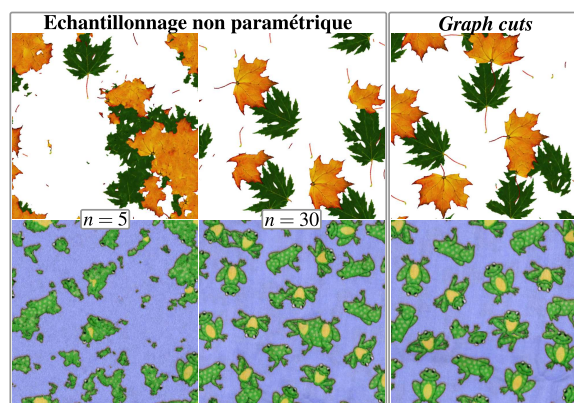 Echantillonnage non paramétrique
Graph cuts
n = 5
n = 30